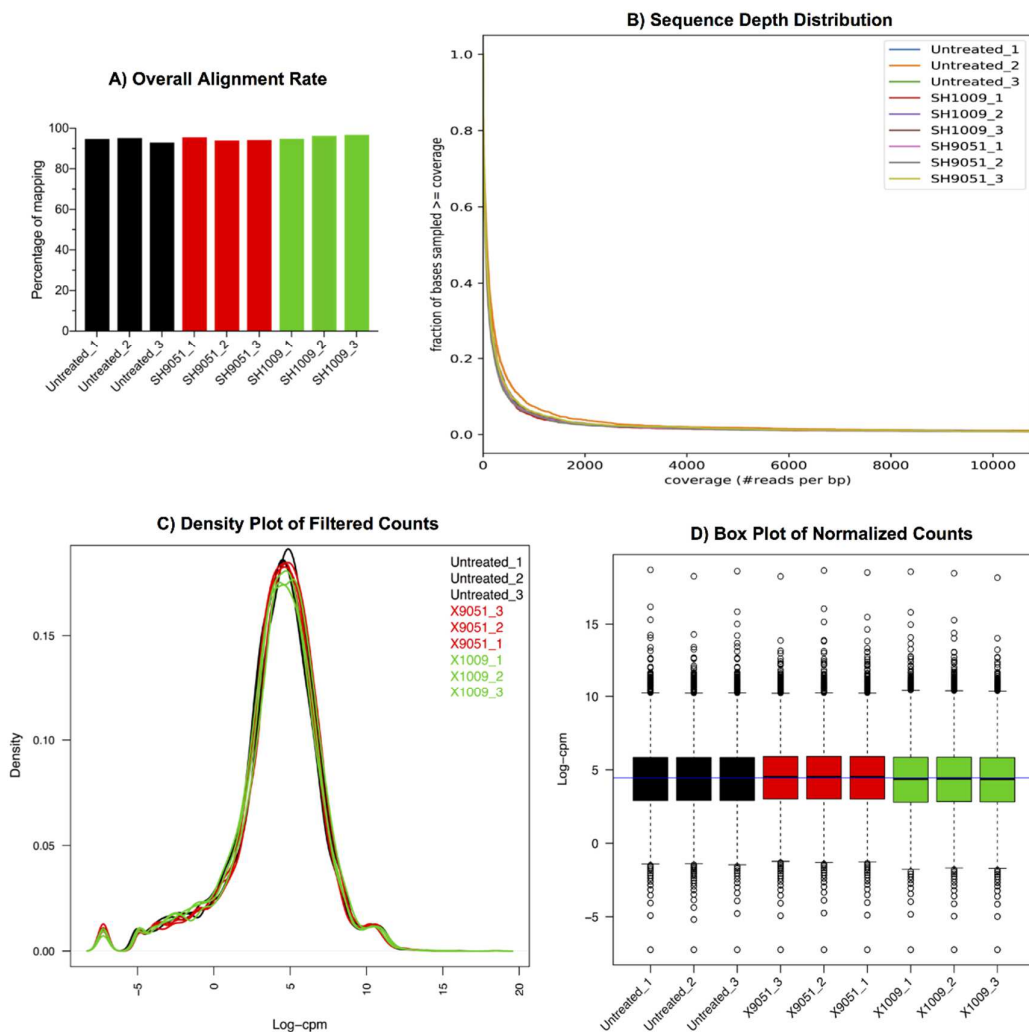 A) Overall Alignment Rate
Percentage of mapping
100
80
60
40
20
0
Untreated_1
Untreated_2
Untreated_3
SH9051_1
SH9051_2
SH9051_3
SH1009_1
SH1009_2
SH1009_3
B) Sequence Depth Distribution
fraction of bases sampled >= coverage
1.0
0.8
0.6
0.4
0.2
0.0
0
2000
4000
6000
8000
10000
coverage (#reads per bp)
Untreated_1
Untreated_2
Untreated_3
SH1009_1
SH1009_2
SH1009_3
SH9051_1
SH9051_2
SH9051_3
C) Density Plot of Filtered Counts
Density
0.15
0.10
0.05
0.00
−5
0
5
10
15
20
Log−cpm
Untreated_1
Untreated_2
Untreated_3
X9051_3
X9051_2
X9051_1
X1009_1
X1009_2
X1009_3
D) Box Plot of Normalized Counts
Log−cpm
15
10
5
0
−5
Untreated_1
Untreated_2
Untreated_3
X9051_3
X9051_2
X9051_1
X1009_1
X1009_2
X1009_3